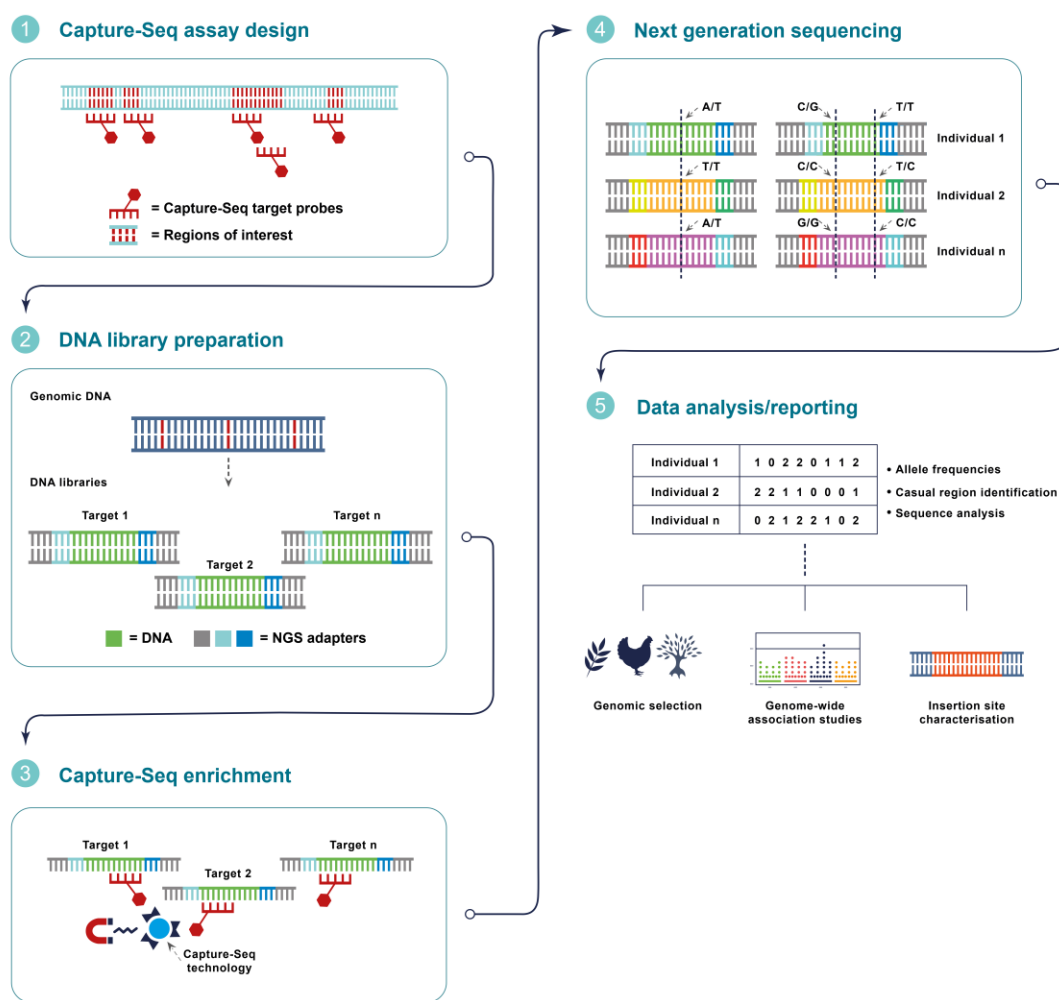 1 Capture-Seq assay design
= Capture-Seq target probes
= Regions of interest
2 DNA library preparation
Genomic DNA
DNA libraries
Target 1
Target n
Target 2
= DNA
= NGS adapters
3 Capture-Seq enrichment
Target 1
Target n
Target 2
Capture-Seq
technology
4 Next generation sequencing
A/T
C/G
T/T
Individual 1
T/T
C/C
T/C
Individual 2
A/T
G/G
C/C
Individual n
5 Data analysis/reporting
Individual 1 1 0 2 2 0 1 1 2
Individual 2 2 2 1 1 0 0 0 1
Individual n 0 2 1 2 2 1 0 2
• Allele frequencies
• Casual region identification
• Sequence analysis
Genomic selection
Genome-wide
association studies
Insertion site
characterisation